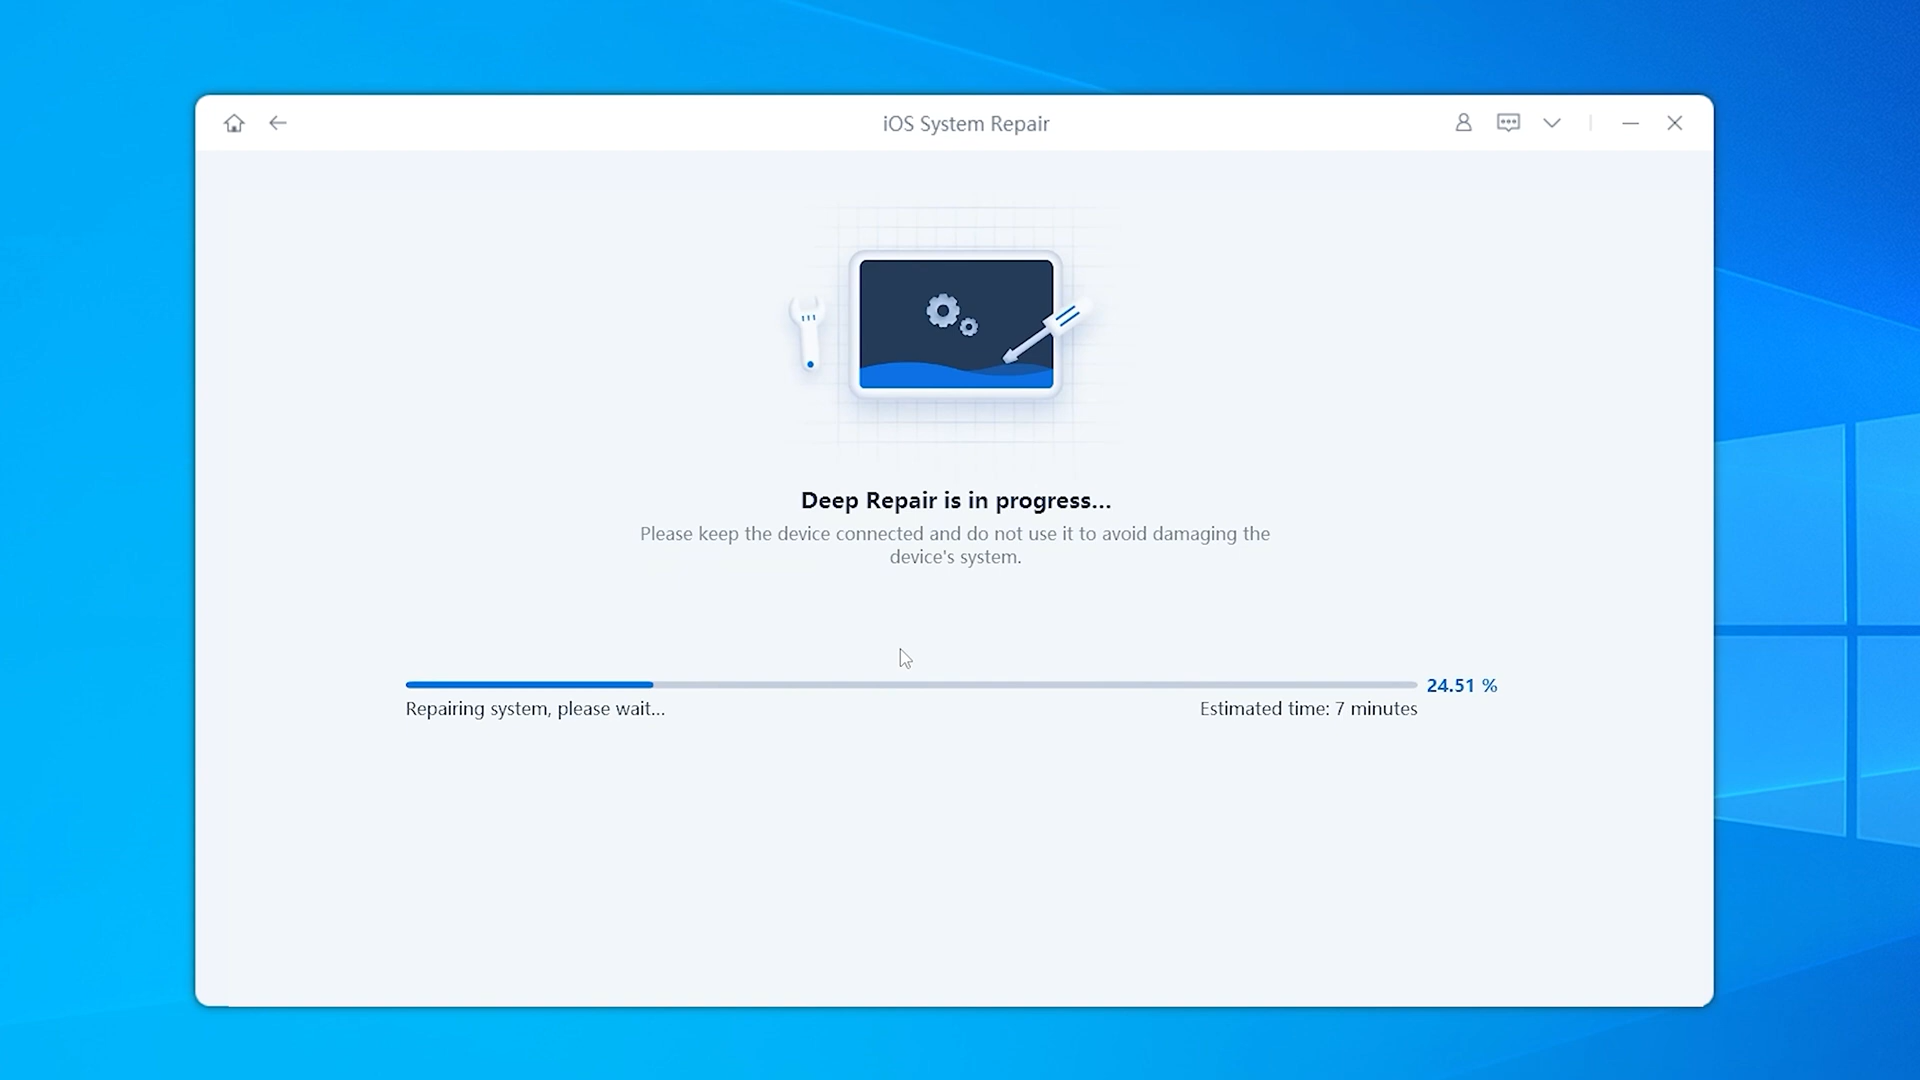 iOS System Repair
Deep Repair is in progress...
Please keep the device connected and do not use it to avoid damaging the
device's system.
24.51 %
Repairing system, please wait...
Estimated time: 7 minutes